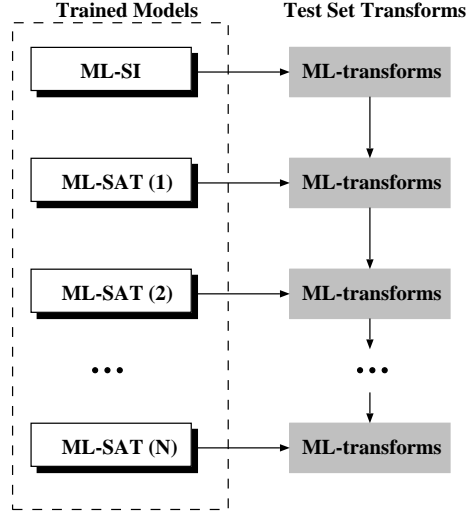 Trained Models Test Set Transforms
ML-SI ML-transforms
ML-SAT (1) ML-transforms
ML-SAT (2) ML-transforms
... ...
ML-SAT (N) ML-transforms